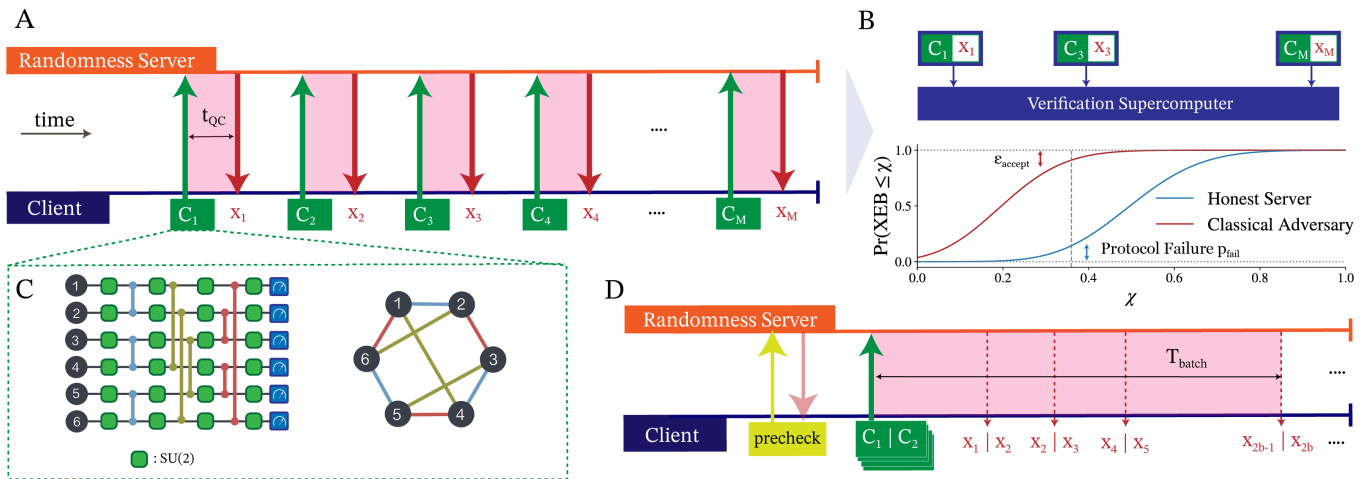 A
Randomness Server
time
t_QC
....
Client
C_1
x_1
C_2
x_2
C_3
x_3
C_4
x_4
....
C_M
x_M
B
C_1 x_1
C_3 x_3
C_M x_M
Verification Supercomputer
Pr(XEB ≤ χ)
1.0
0.5
0.0
ε_accept
Honest Server
Classical Adversary
Protocol Failure p_fail
0.0 0.2 0.4 0.6 0.8 1.0
χ
C
1
2
3
4
5
6
: SU(2)
1
2
3
4
5
6
D
Randomness Server
T_batch
....
Client
precheck
C_1 | C_2
x_1 | x_2
x_2 | x_3
x_4 | x_5
x_2b-1 | x_2b
....